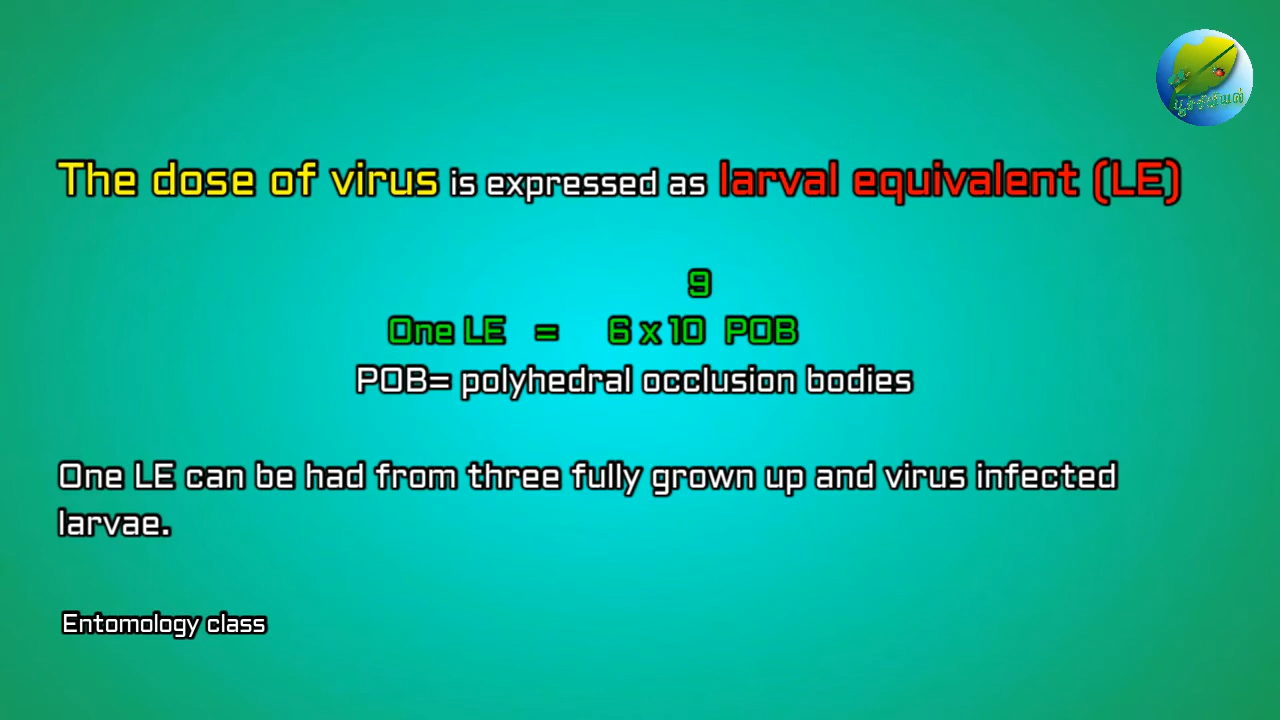 The dose of virus is expressed as larval equivalent (LE)
9
One LE = 6 x 10 POB
POB= polyhedral occlusion bodies
One LE can be had from three fully grown up and virus infected
larvae.
Entomology class